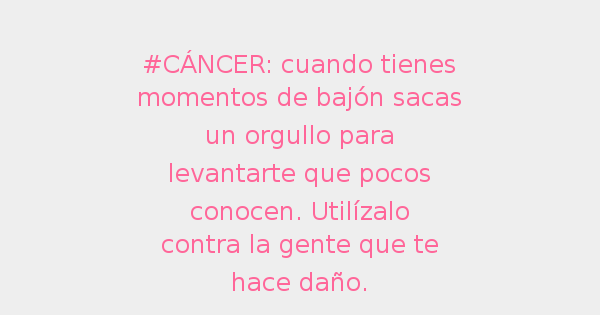 #CÁNCER: cuando tienes
momentos de bajón sacas
un orgullo para
levantarte que pocos
conocen. Utilízalo
contra la gente que te
hace daño.